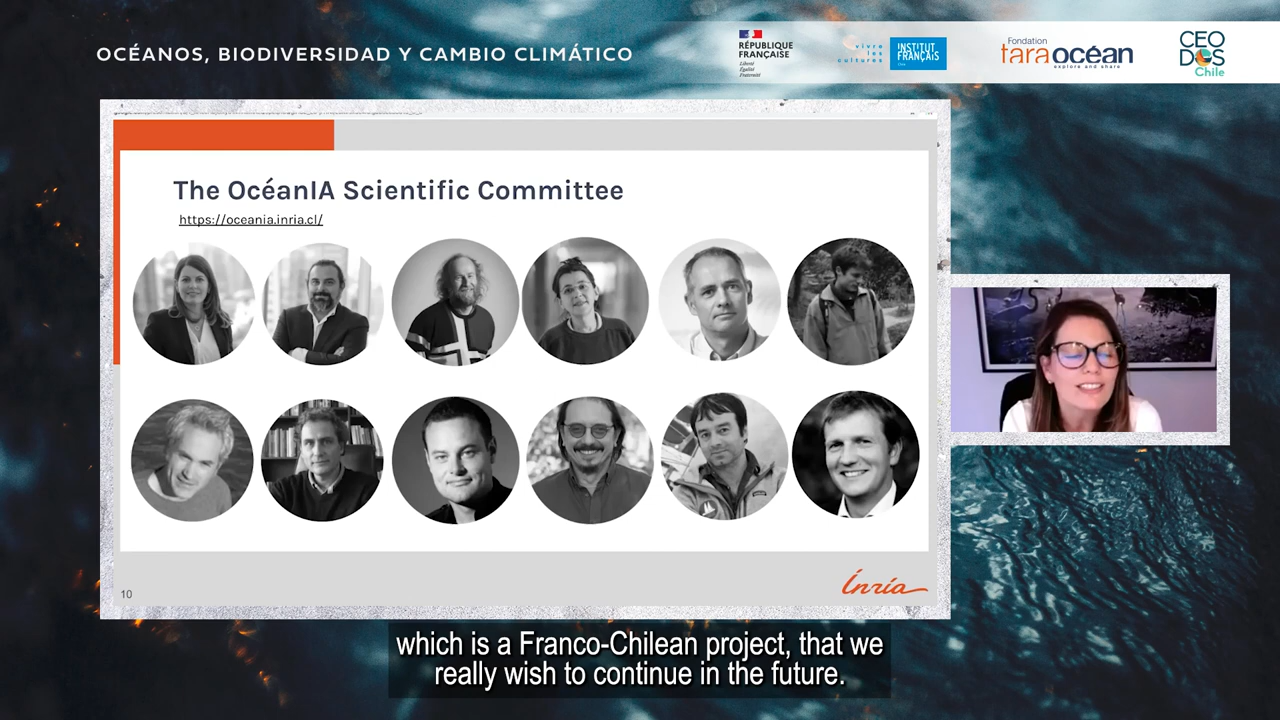 OCÉANOS, BIODIVERSIDAD Y CAMBIO CLIMÁTICO
RÉPUBLIQUE
FRANÇAISE
Liberté
Égalité
Fraternité
vivre
les
cultures
INSTITUT
FRANÇAIS
Chile
Fondation
taraocéan
explore and share
CEO
DOS
Chile
The OcéanIA Scientific Committee
https://oceania.inria.cl/
10
Inria
which is a Franco-Chilean project, that we
really wish to continue in the future.